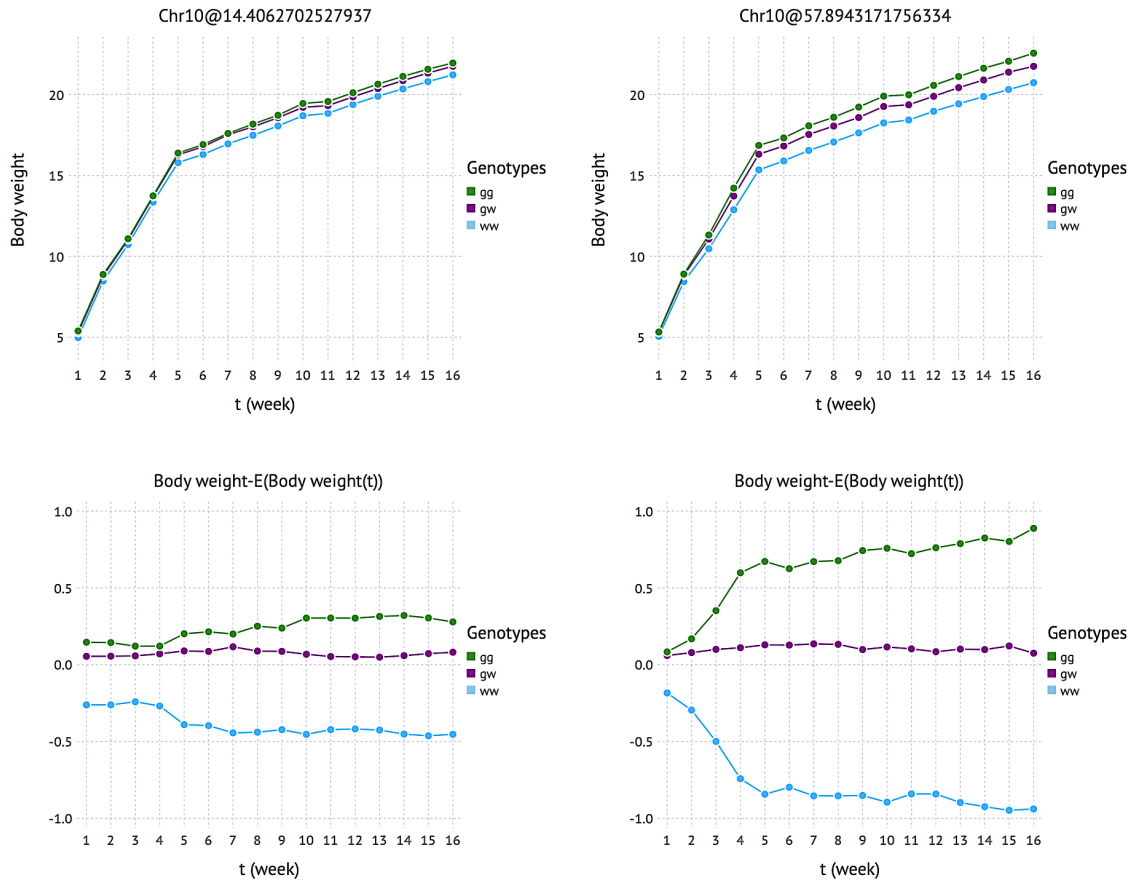 Chr10@14.4062702527937
Body weight
20
15
10
5
1 2 3 4 5 6 7 8 9 10 11 12 13 14 15 16
t (week)
Genotypes
gg
gw
ww
Chr10@57.8943171756334
Body weight
20
15
10
5
1 2 3 4 5 6 7 8 9 10 11 12 13 14 15 16
t (week)
Genotypes
gg
gw
ww
Body weight-E(Body weight(t))
1.0
0.5
0.0
-0.5
-1.0
1 2 3 4 5 6 7 8 9 10 11 12 13 14 15 16
t (week)
Genotypes
gg
gw
ww
Body weight-E(Body weight(t))
1.0
0.5
0.0
-0.5
-1.0
1 2 3 4 5 6 7 8 9 10 11 12 13 14 15 16
t (week)
Genotypes
gg
gw
ww